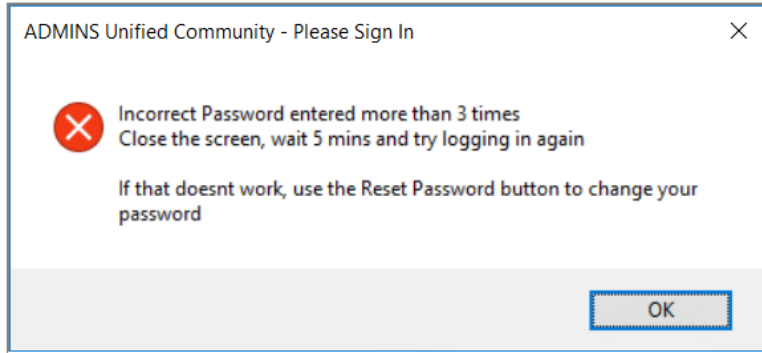 ADMINS Unified Community - Please Sign In
Incorrect Password entered more than 3 times
Close the screen, wait 5 mins and try logging in again
If that doesnt work, use the Reset Password button to change your
password
OK